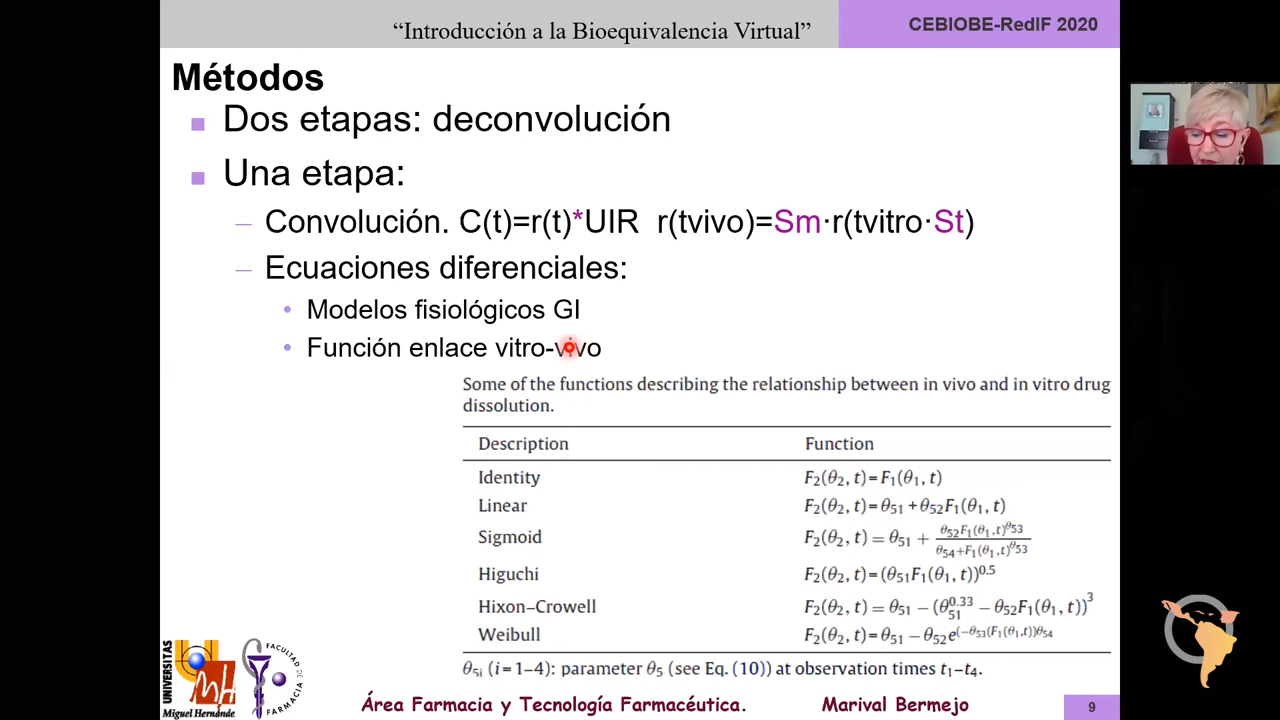 “Introducción a la Bioequivalencia Virtual”
CEBIOBE-RedIF 2020
Métodos
Dos etapas: deconvolución
Una etapa:
– Convolución. C(t)=r(t)*UIR r(tvivo)=Sm·r(tvitro·St)
– Ecuaciones diferenciales:
• Modelos fisiológicos GI
• Función enlace vitro-vivo
Some of the functions describing the relationship between in vivo and in vitro drug
dissolution.
Description Function
Identity F₂(θ₂, t) = F₁(θ₁, t)
Linear F₂(θ₂, t) = θ₅₁ + θ₅₂F₁(θ₁, t)
Sigmoid F₂(θ₂, t) = θ₅₁ + θ₅₂F₁(θ₁,t)^θ₅₃ / θ₅₄+F₁(θ₁,t)^θ₅₃
Higuchi F₂(θ₂, t) = (θ₅₁F₁(θ₁, t))^0.5
Hixon–Crowell F₂(θ₂, t) = θ₅₁ − (θ₅₁^0.33 − θ₅₂F₁(θ₁, t))^3
Weibull F₂(θ₂, t) = θ₅₁ − θ₅₂e^(−θ₅₃(F₁(θ₁,t))θ₅₄
θ₅ᵢ (i = 1–4): parameter θ₅ (see Eq. (10)) at observation times t₁–t₄.
UNIVERSITAS
Miguel Hernández
FACULTAD DE FARMACIA
Área Farmacia y Tecnología Farmacéutica. Marival Bermejo
9